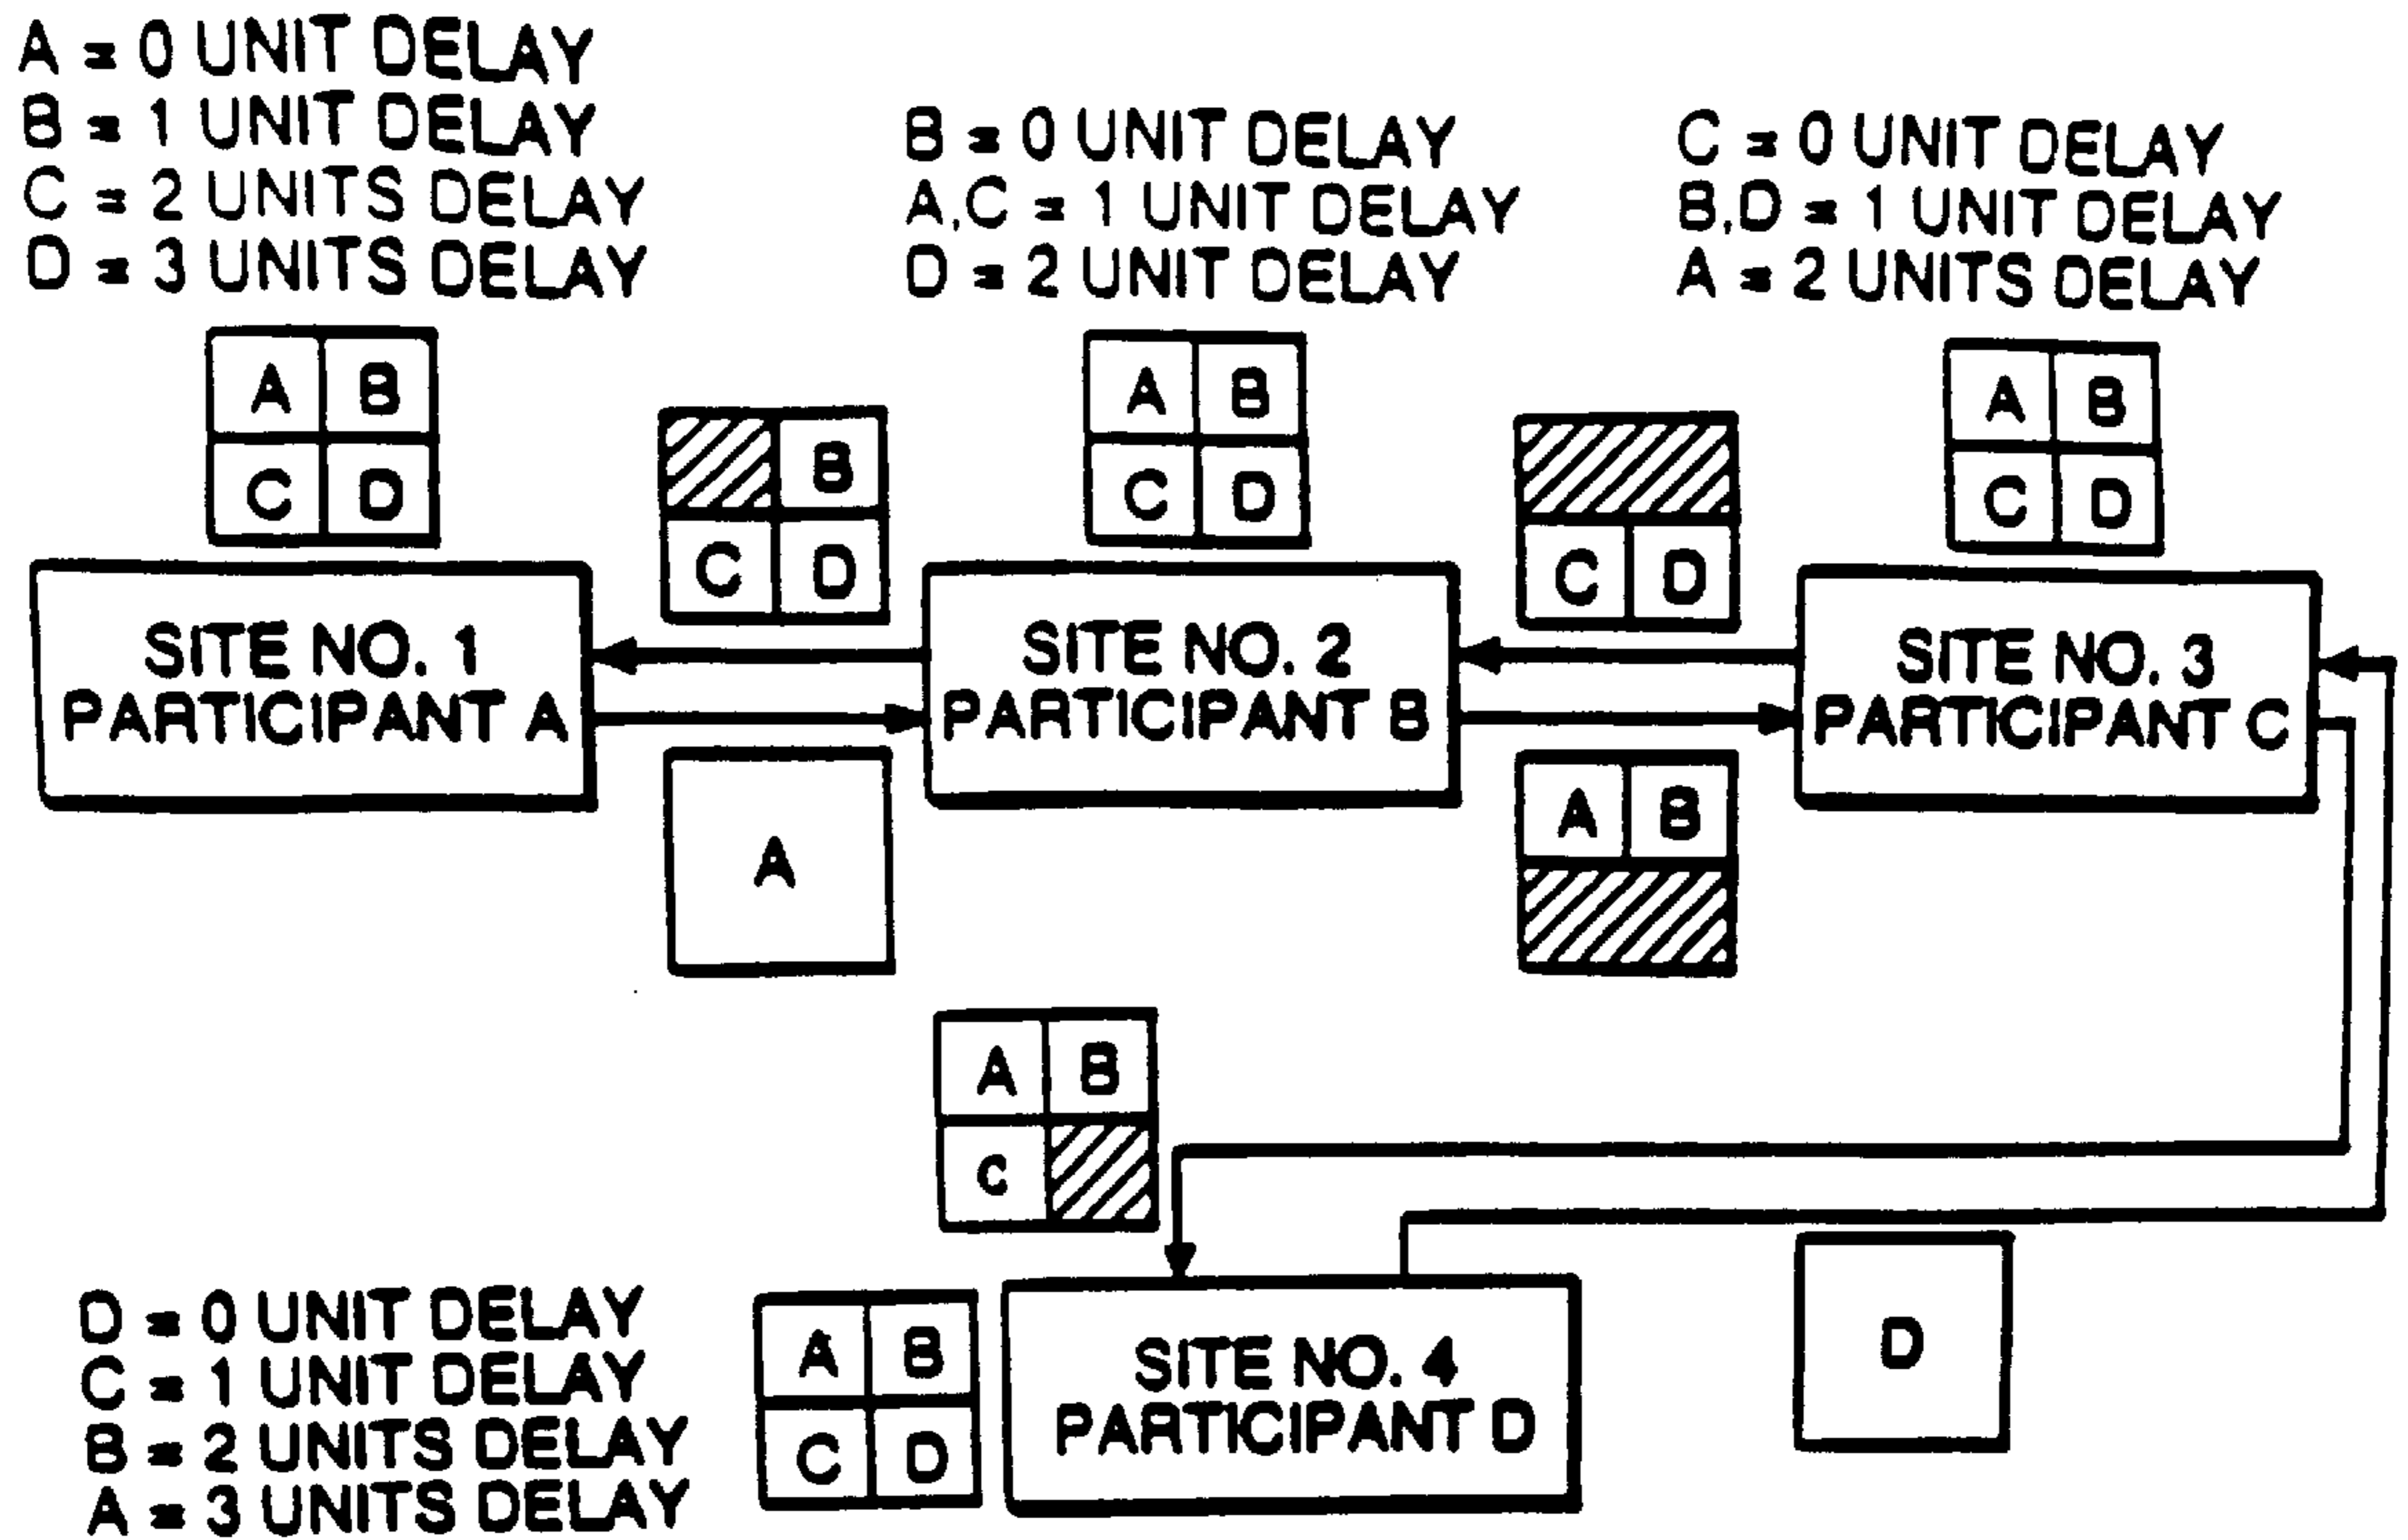 A = 0 UNIT DELAY
B = 1 UNIT DELAY
C = 2 UNITS DELAY
D = 3 UNITS DELAY
B = 0 UNIT DELAY
A,C = 1 UNIT DELAY
D = 2 UNIT DELAY
C = 0 UNIT DELAY
B,D = 1 UNIT DELAY
A = 2 UNITS DELAY
A B
C D
B
C D
A B
C D
C D
A B
C D
SITE NO. 1
PARTICIPANT A
SITE NO. 2
PARTICIPANT B
SITE NO. 3
PARTICIPANT C
A
A B
A B
C
D = 0 UNIT DELAY
C = 1 UNIT DELAY
B = 2 UNITS DELAY
A = 3 UNITS DELAY
A B
C D
SITE NO. 4
PARTICIPANT D
D